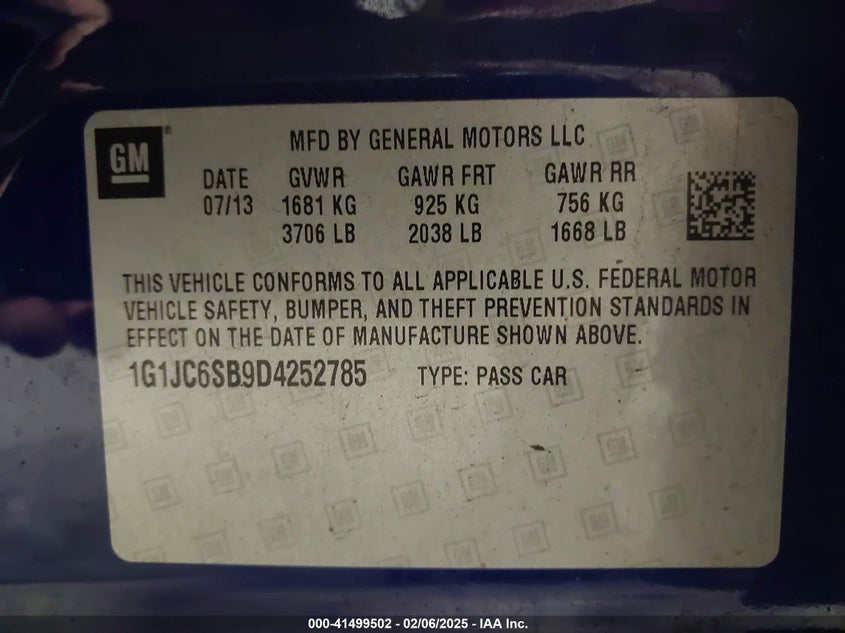 GM
MFD BY GENERAL MOTORS LLC
DATE GVWR GAWR FRT GAWR RR
07/13 1681 KG 925 KG 756 KG
3706 LB 2038 LB 1668 LB
THIS VEHICLE CONFORMS TO ALL APPLICABLE U.S. FEDERAL MOTOR
VEHICLE SAFETY, BUMPER, AND THEFT PREVENTION STANDARDS IN
EFFECT ON THE DATE OF MANUFACTURE SHOWN ABOVE.
1G1JC6SB9D4252785 TYPE: PASS CAR
000-41499502 - 02/06/2025 - IAA Inc.